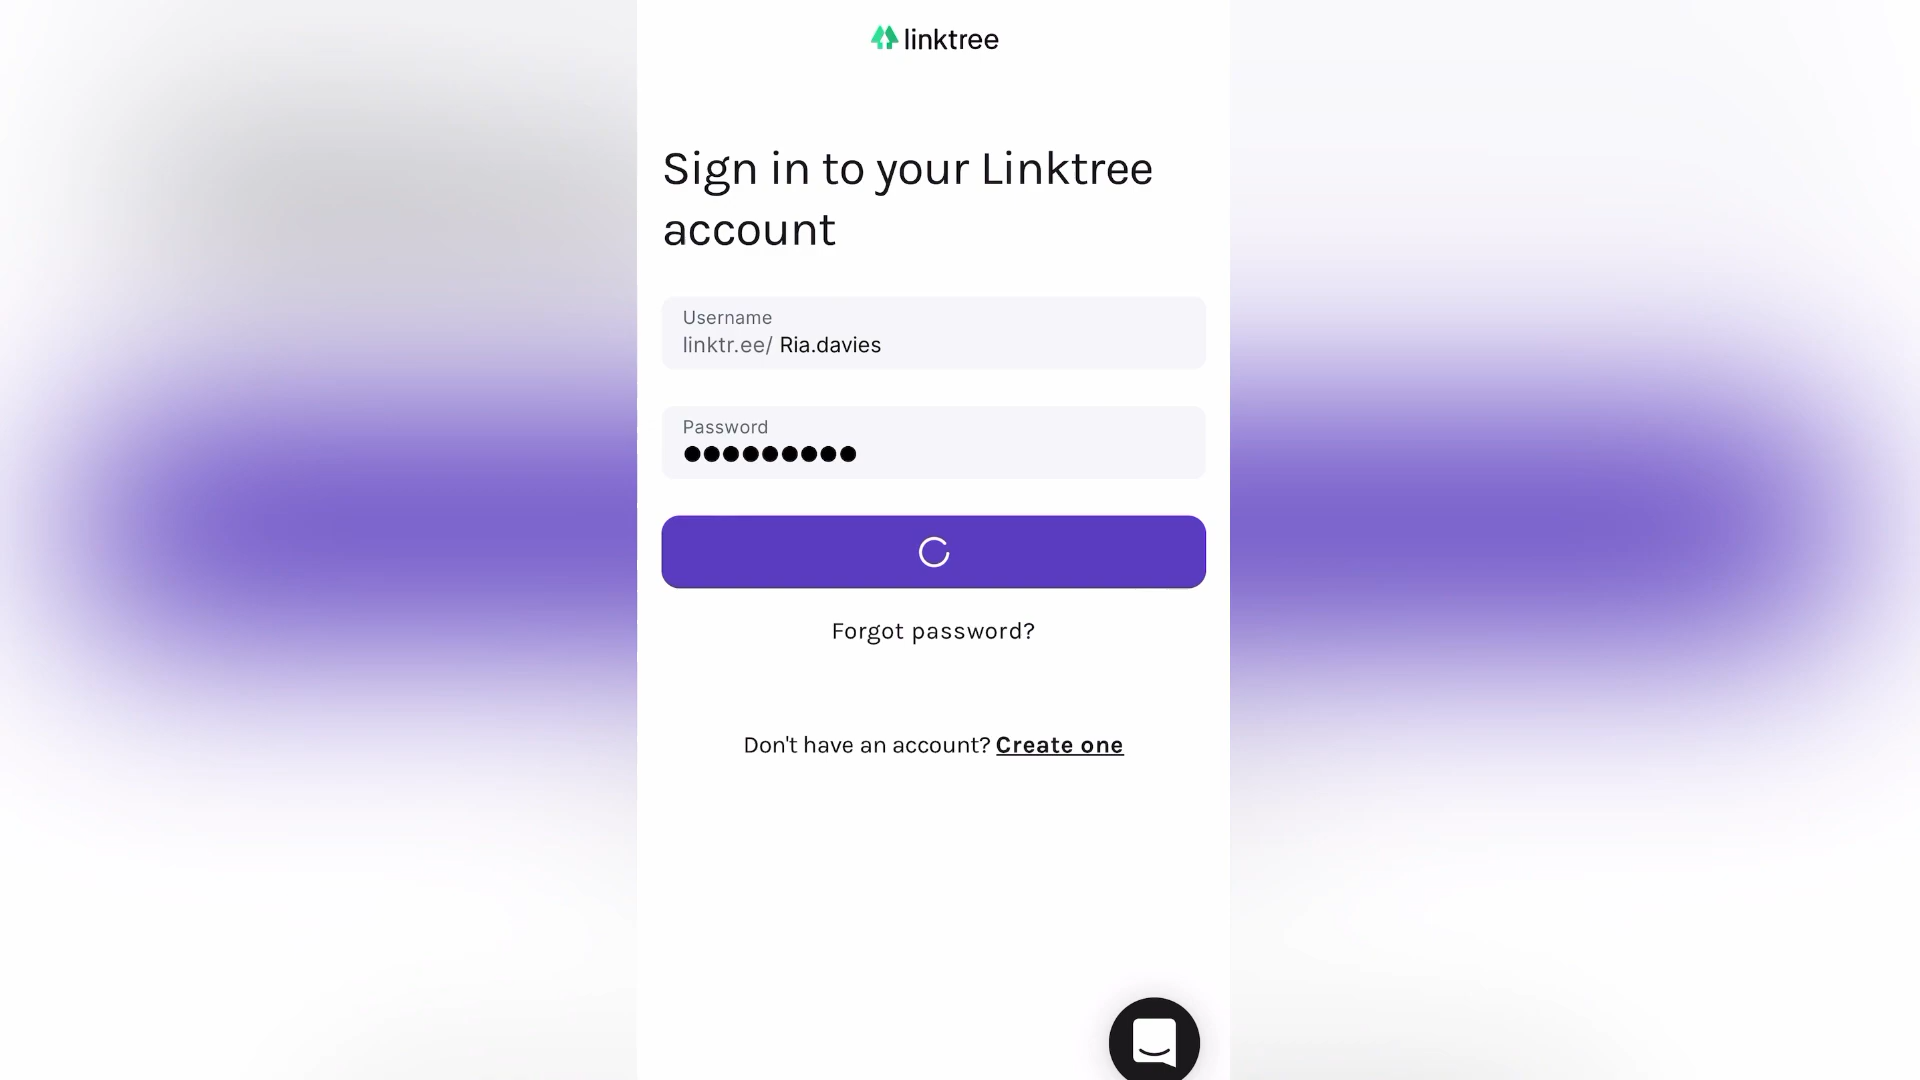 linktree
Sign in to your Linktree
account
Username
linktr.ee/ Ria.davies
Password
●●●●●●●●●
Forgot password?
Don't have an account? Create one